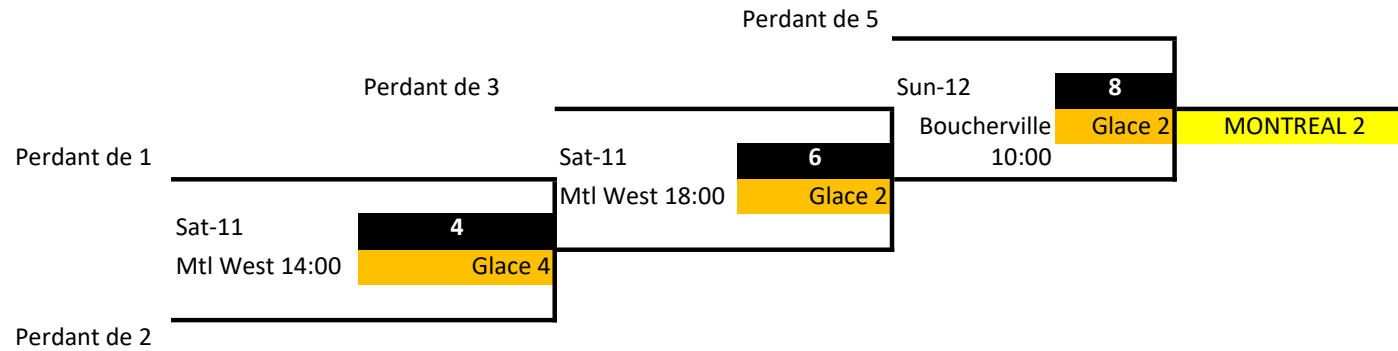 Perdant de 5
Perdant de 3
Sun-12 8
Boucherville Glace 2 MONTREAL 2
Perdant de 1
Sat-11 6 10:00
Mtl West 18:00 Glace 2
Sat-11 4
Mtl West 14:00 Glace 4
Perdant de 2